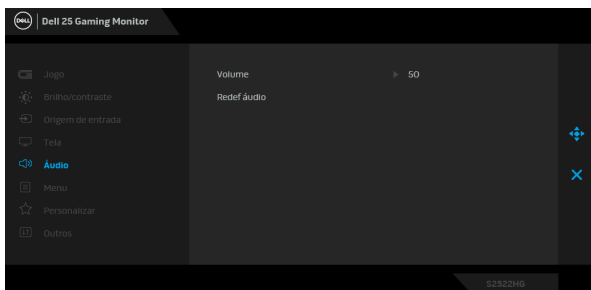 DELL Dell 25 Gaming Monitor
Jogo
Volume 50
Brilho/contraste
Redef áudio
Origem de entrada
Tela
Áudio
Menu
Personalizar
Outros
S2522HG